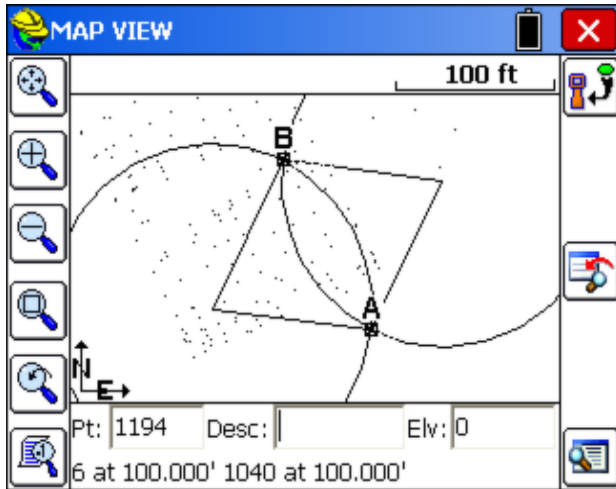 MAP VIEW
100 ft
B
A
N
E
Pt: 1194 Desc: Elv: 0
6 at 100.000' 1040 at 100.000'